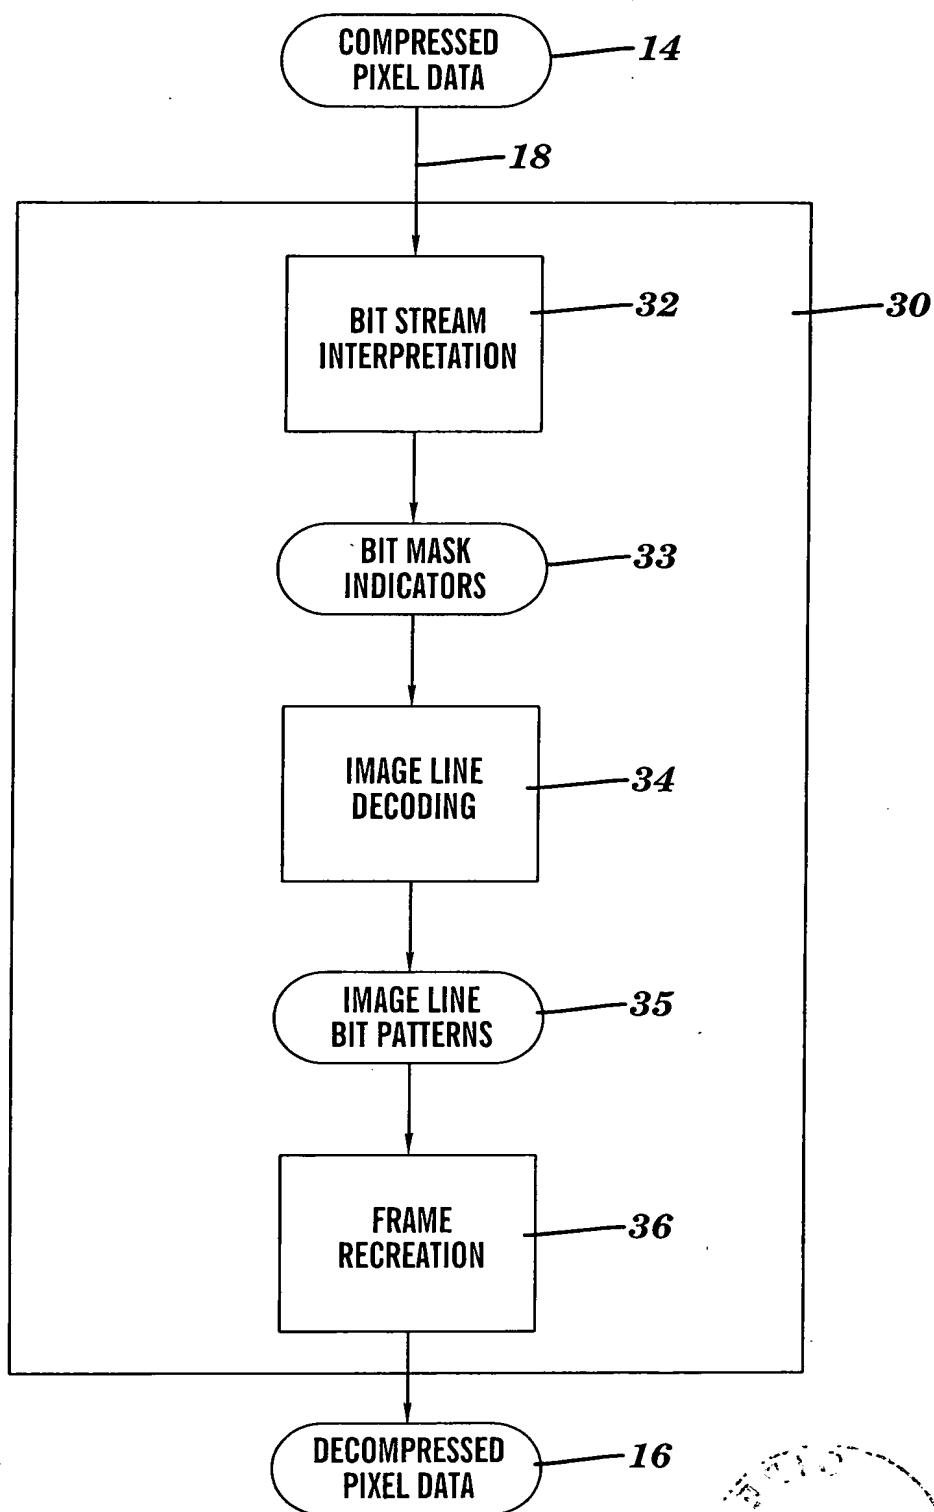 COMPRESSED
PIXEL DATA
14
18
BIT STREAM
INTERPRETATION
32
30
BIT MASK
INDICATORS
33
IMAGE LINE
DECODING
34
IMAGE LINE
BIT PATTERNS
35
FRAME
RECREATION
36
DECOMPRESSED
PIXEL DATA
16